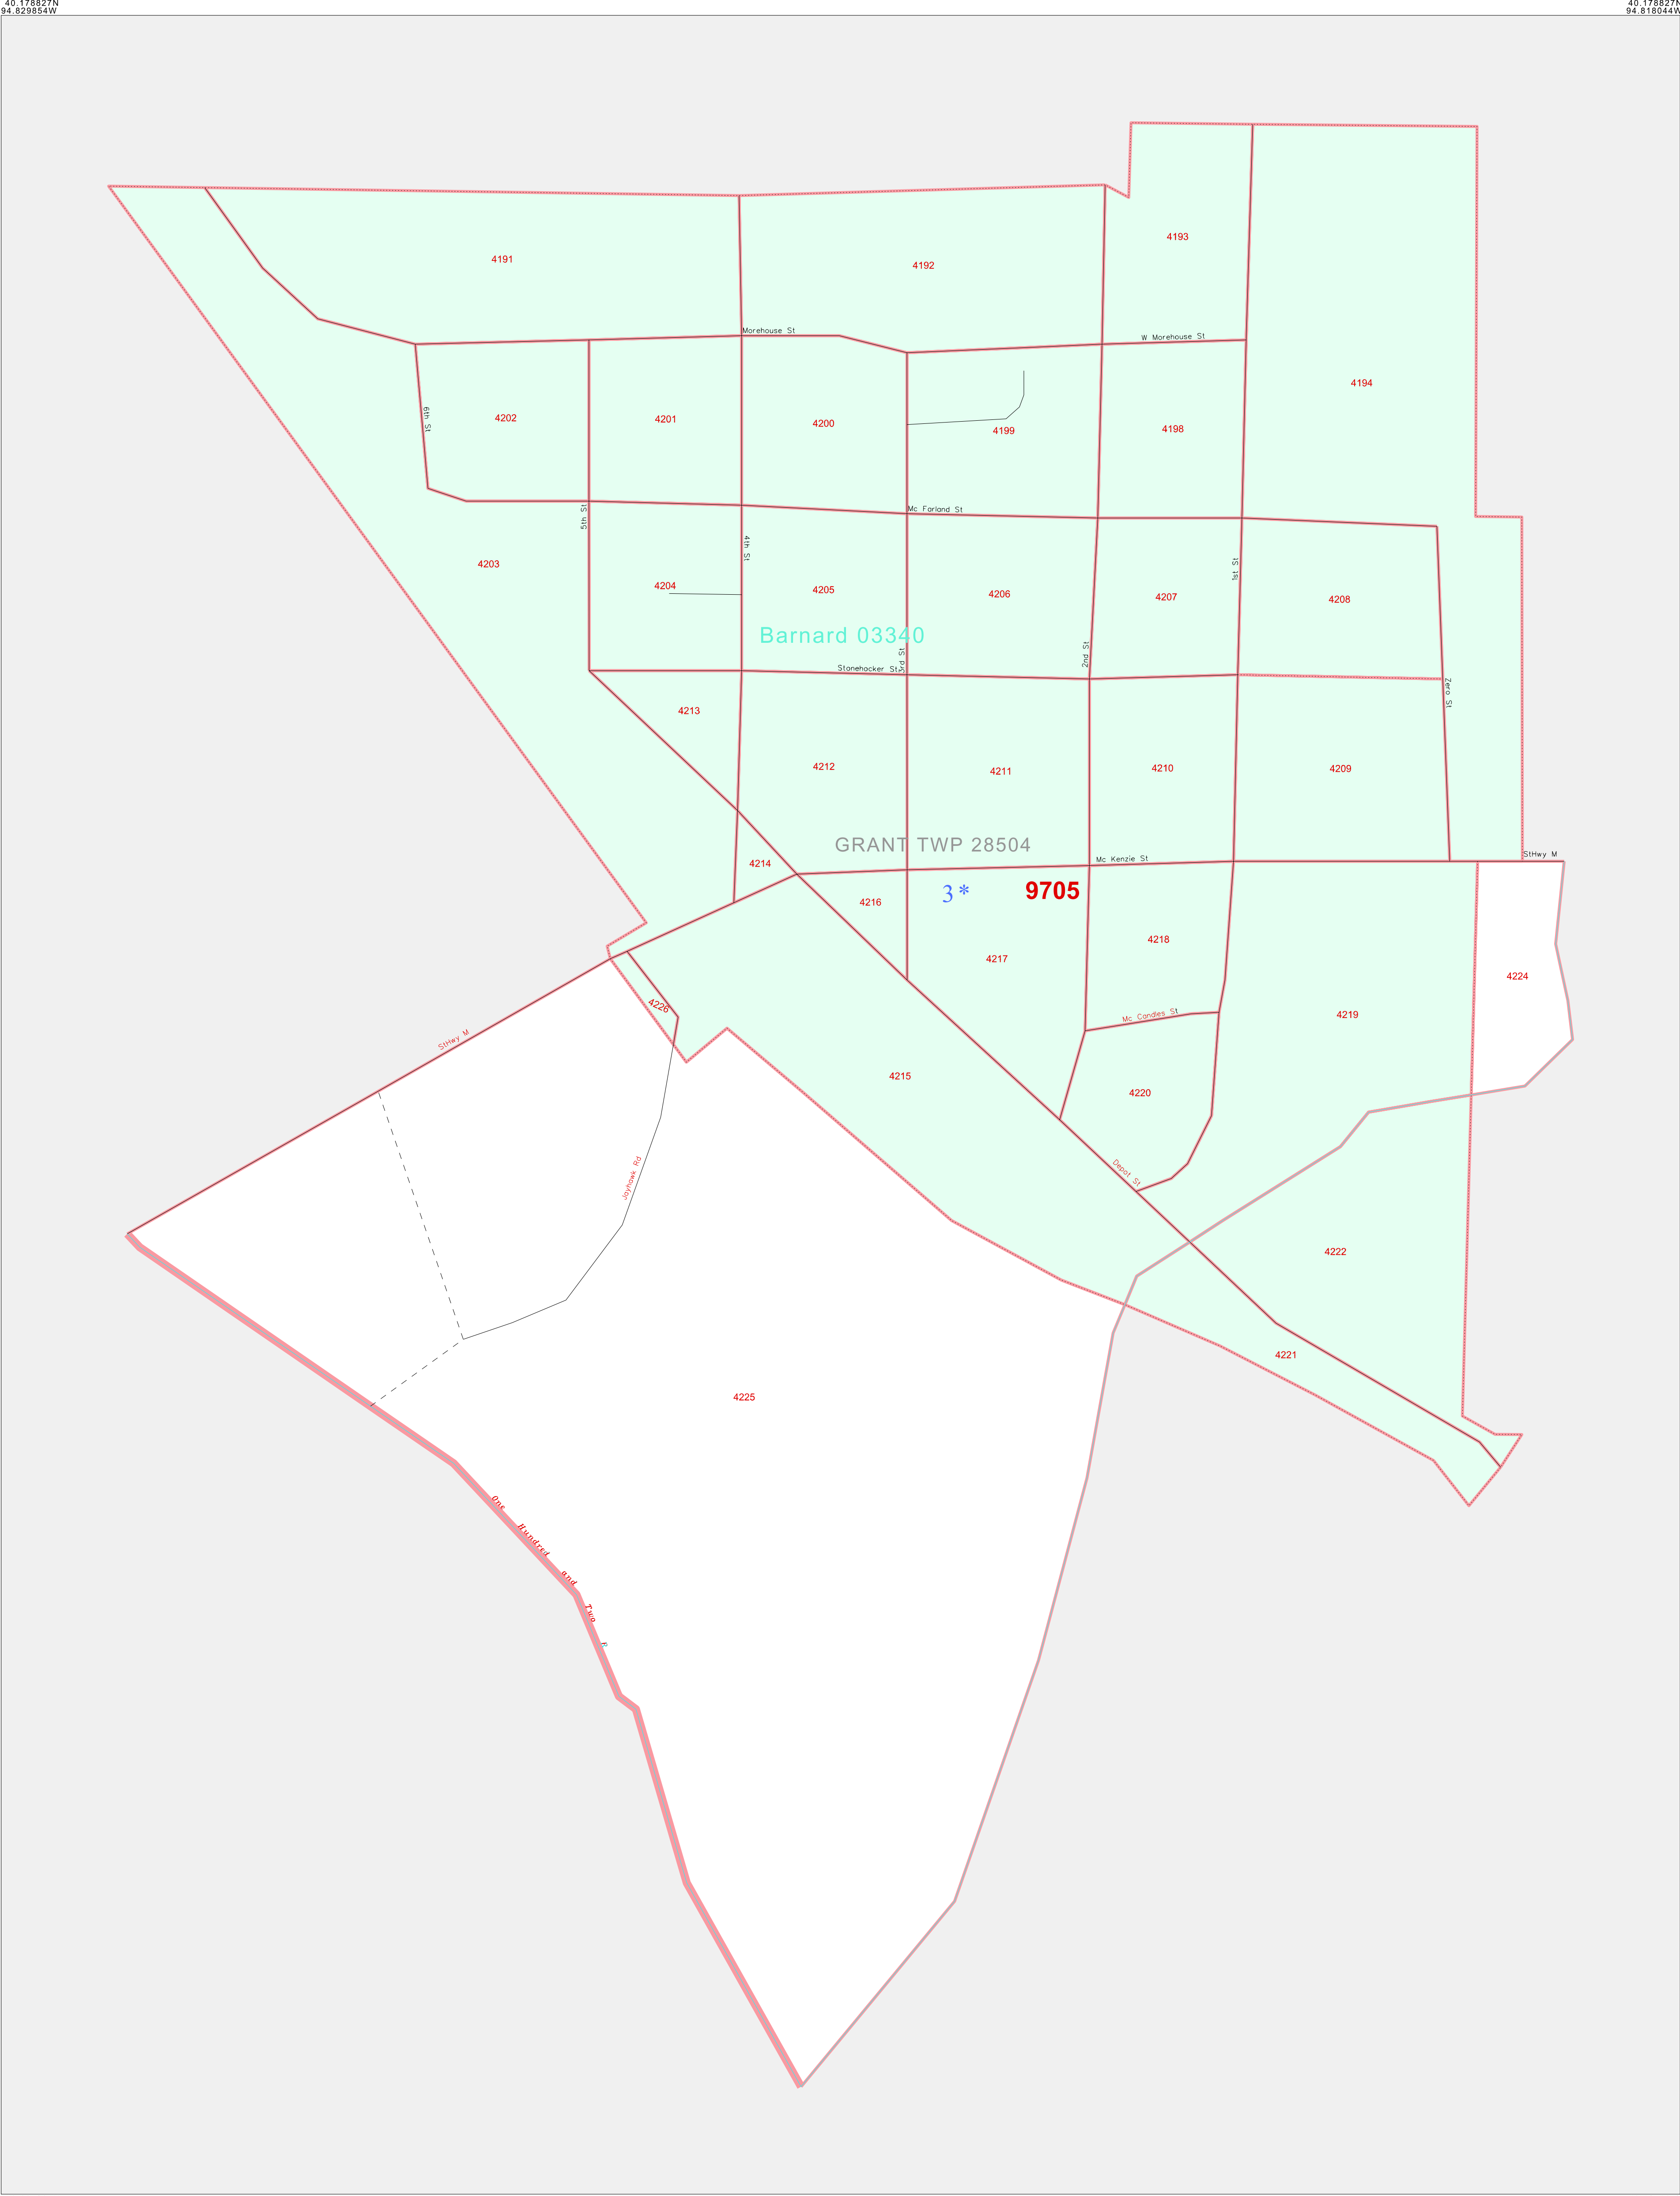 40.178827N
94.829854W
40.178827N
94.818044W
4193
4191
4192
Morehouse St
W Morehouse St
4194
6th St
4202
4201
4200
4199
4198
Mc Farland St
5th St
4th St
1st St
4203
4204
4205
4206
4207
4208
Barnard 03340
3rd St
2nd St
Stonehocker St
Zero St
4213
4212
4211
4210
4209
GRANT TWP 28504
Mc Kenzie St
StHwy M
4214
4216
3*
9705
4218
4217
4224
4226
Mc Candles St
4219
StHwy M
4215
4220
Jayhawk Rd
Depot St
4222
4221
4225
One Hundred and Two R